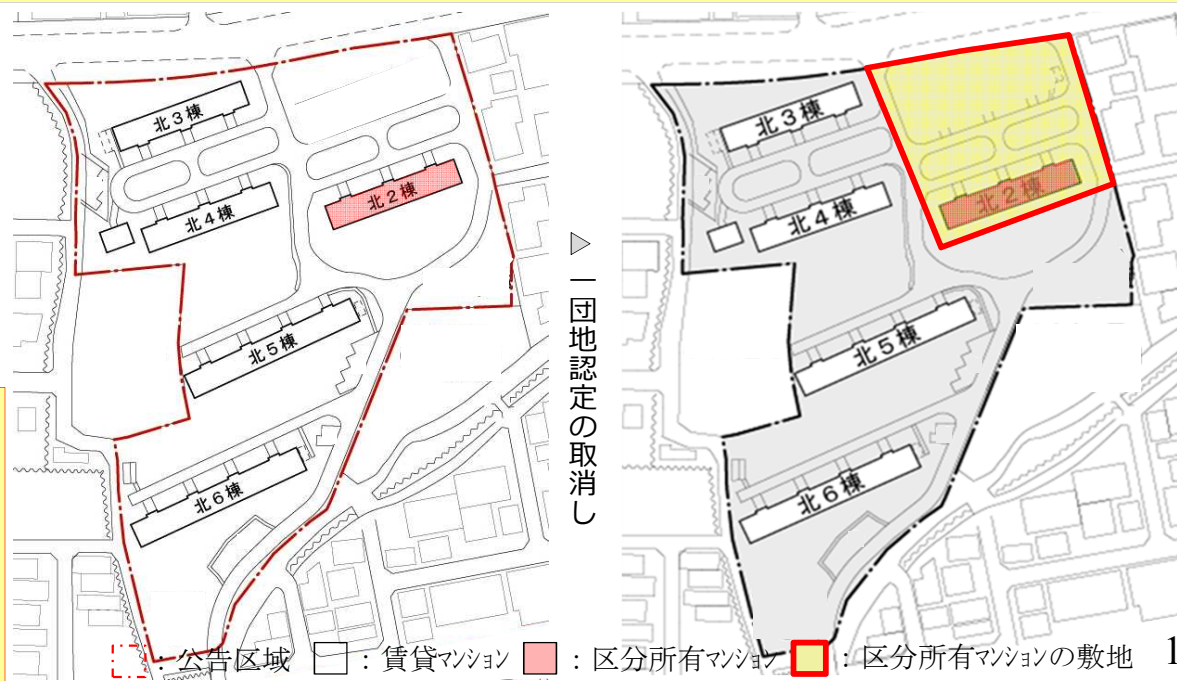 北3棟
北4棟
北2棟
北5棟
北6棟
▷ 一団地認定の取消し
北3棟
北4棟
北2棟
北5棟
北6棟
：公告区域 ：賃貸マンション ：区分所有マンション ：区分所有マンションの敷地 1